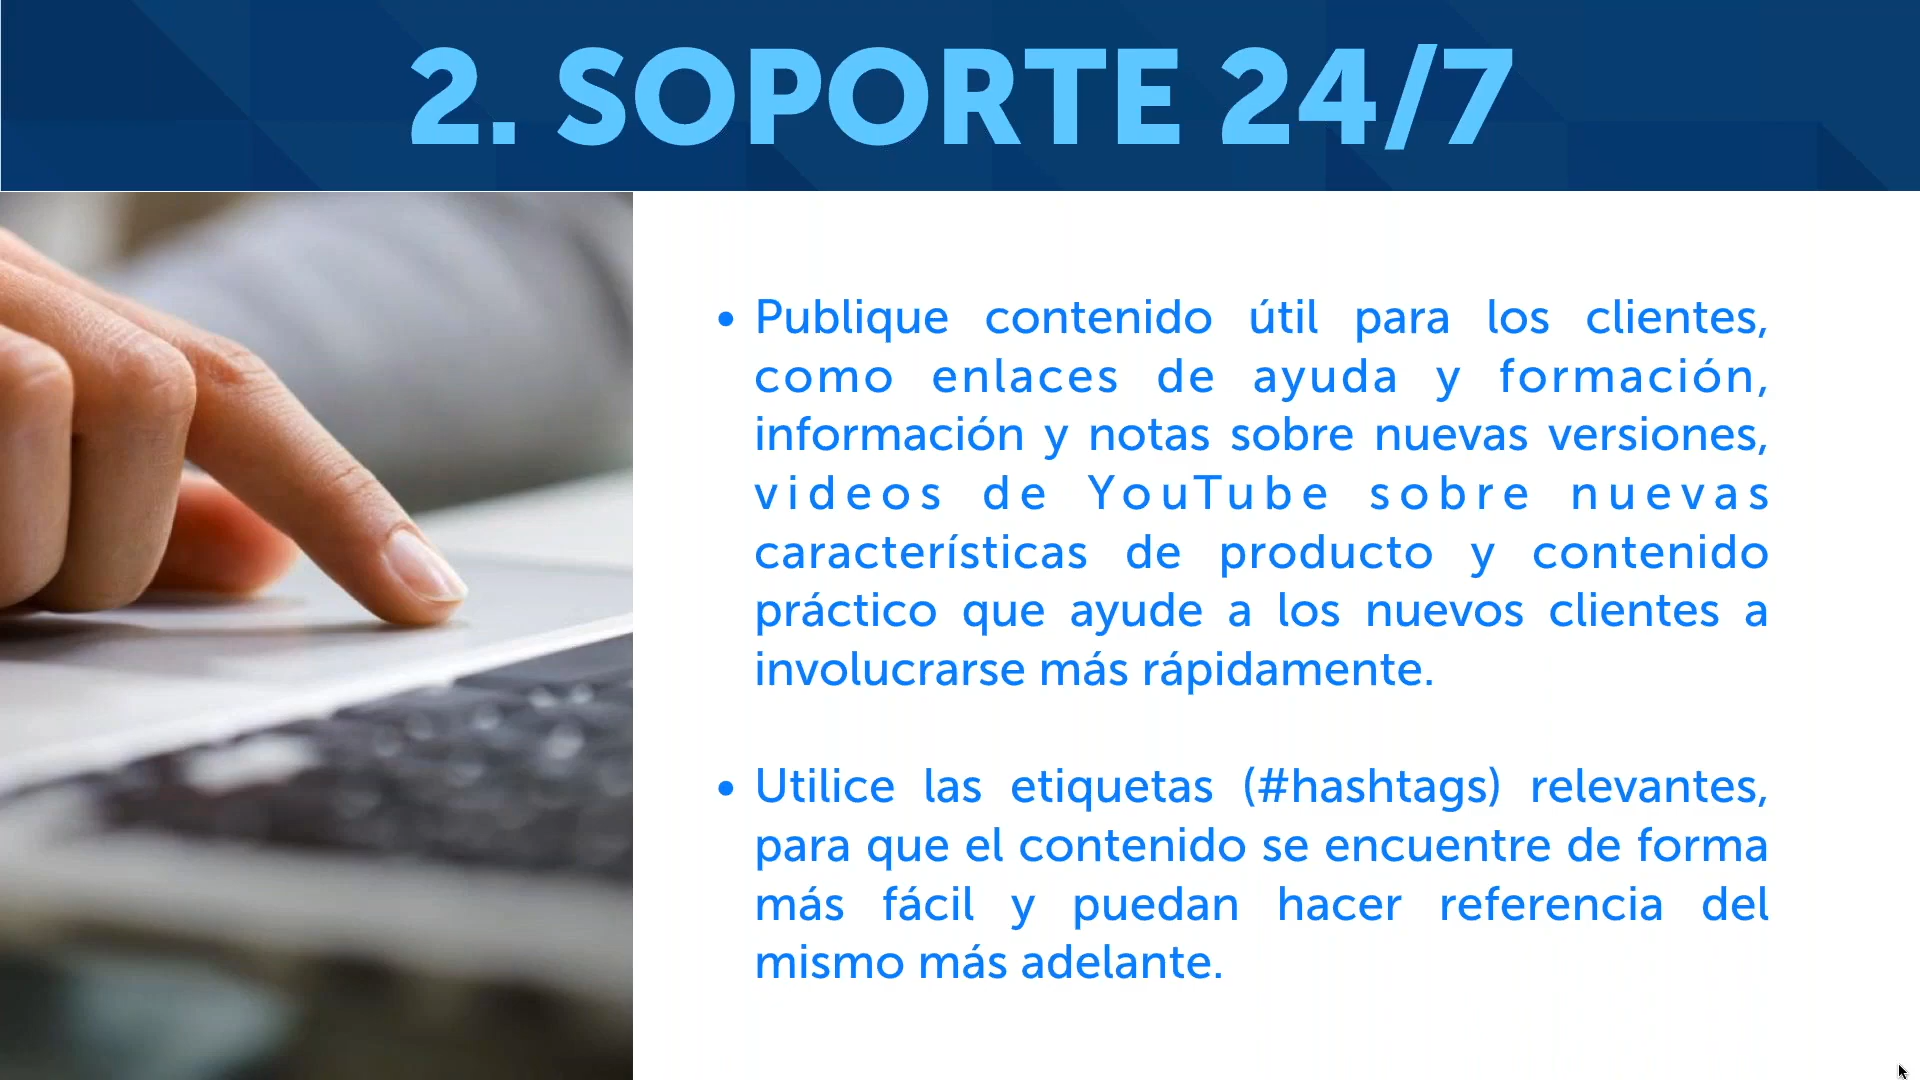 2. SOPORTE 24/7
• Publique contenido útil para los clientes,
como enlaces de ayuda y formación,
información y notas sobre nuevas versiones,
videos de YouTube sobre nuevas
características de producto y contenido
práctico que ayude a los nuevos clientes a
involucrarse más rápidamente.
• Utilice las etiquetas (#hashtags) relevantes,
para que el contenido se encuentre de forma
más fácil y puedan hacer referencia del
mismo más adelante.